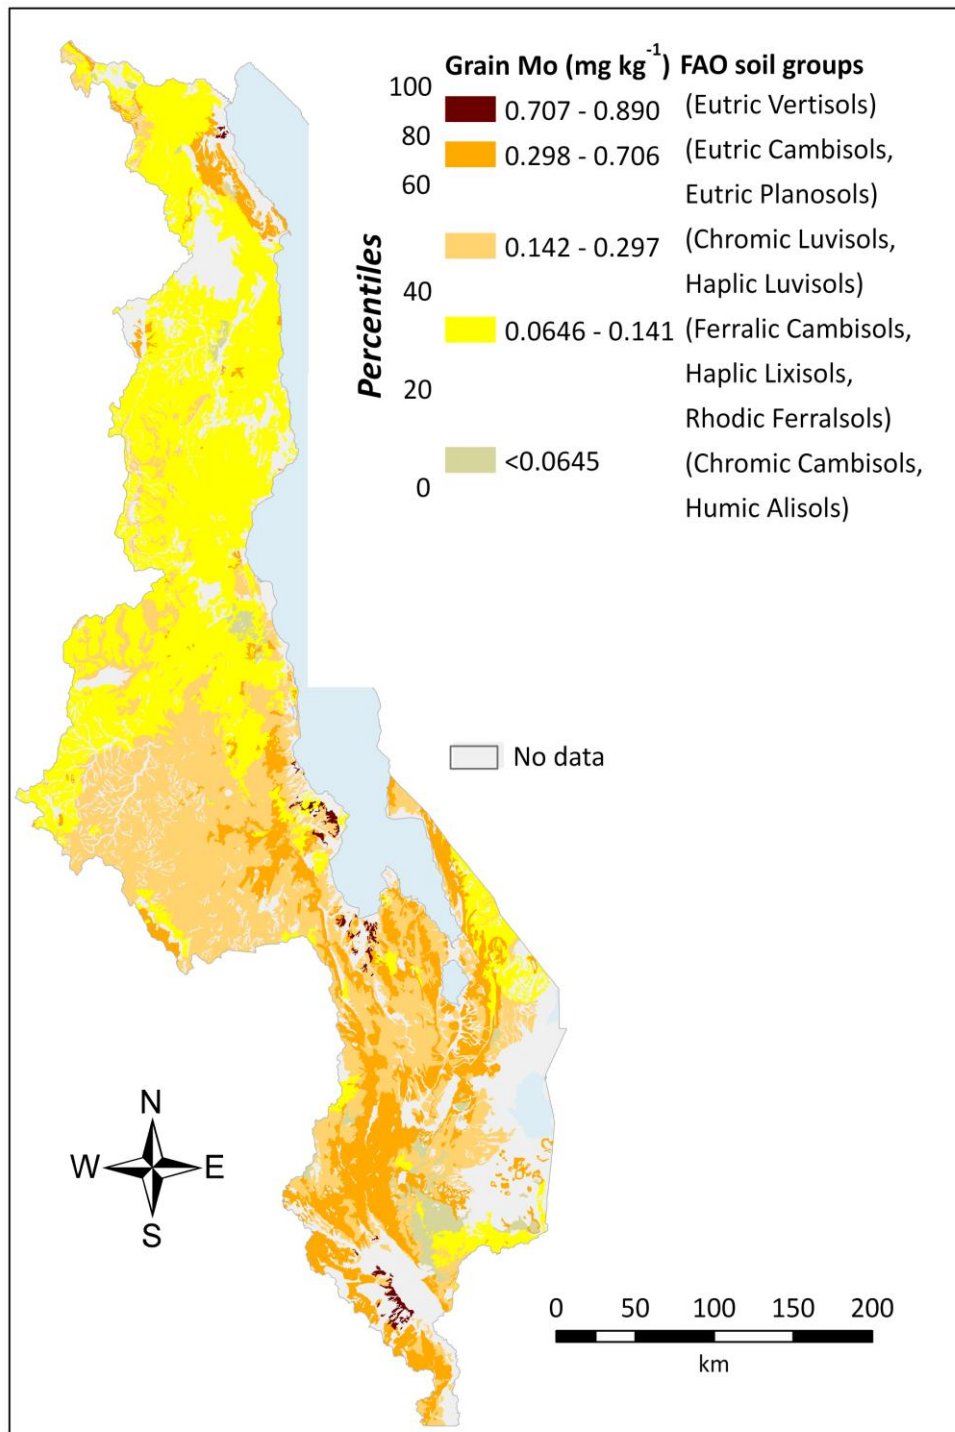 Grain Mo (mg kg⁻¹) FAO soil groups
100
0.707 - 0.890 (Eutric Vertisols)
80
0.298 - 0.706 (Eutric Cambisols,
60
Eutric Planosols)
Percentiles
0.142 - 0.297 (Chromic Luvisols,
40
Haplic Luvisols)
0.0646 - 0.141 (Ferralic Cambisols,
20
Haplic Lixisols,
Rhodic Ferralsols)
<0.0645 (Chromic Cambisols,
0
Humic Alisols)
No data
N
W E
S
0 50 100 150 200
km